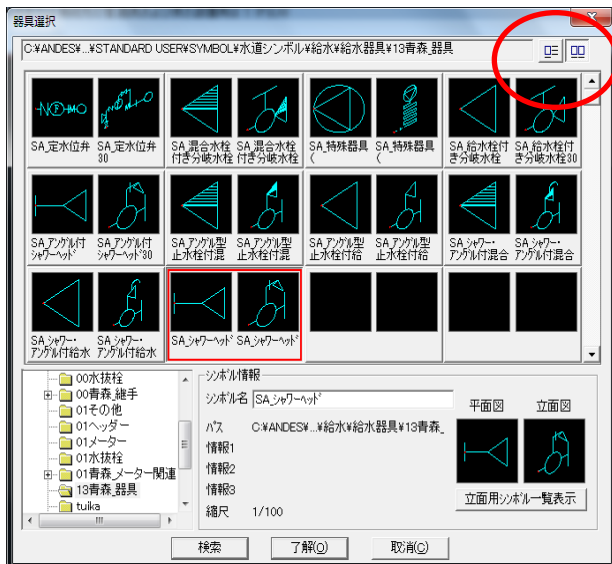 器具選択
C:¥ANDES¥...¥STANDARD USER¥SYMBOL¥水道シンボル¥給水¥給水器具¥13青森_器具
SA_定水位弁 SA_定水位弁30 SA_混合水栓付き分岐水栓 SA_混合水栓付き分岐水栓 SA_特殊器具( SA_特殊器具( SA_給水栓付き分岐水栓 SA_給水栓付き分岐水栓30
SA_アングル付シャワーヘッド SA_アングル付シャワーヘッド30 SA_アングル型止水栓付混 SA_アングル型止水栓付混 SA_アングル型止水栓付給 SA_アングル型止水栓付給 SA_シャワー・アングル付混合 SA_シャワー・アングル付混合
SA_シャワー・アングル付給水 SA_シャワー・アングル付給水 SA_シャワーヘッド SA_シャワーヘッド
00水抜栓
00青森_継手
01その他
01ヘッダー
01メーター
01水抜栓
01青森_メーター関連
13青森_器具
tuika
シンボル情報
シンボル名 SA_シャワーヘッド
パス C:¥ANDES¥...¥給水¥給水器具¥13青森_
情報1
情報2
情報3
縮尺 1/100
平面図 立面図
立面用シンボル一覧表示
検索 了解(O) 取消(C)